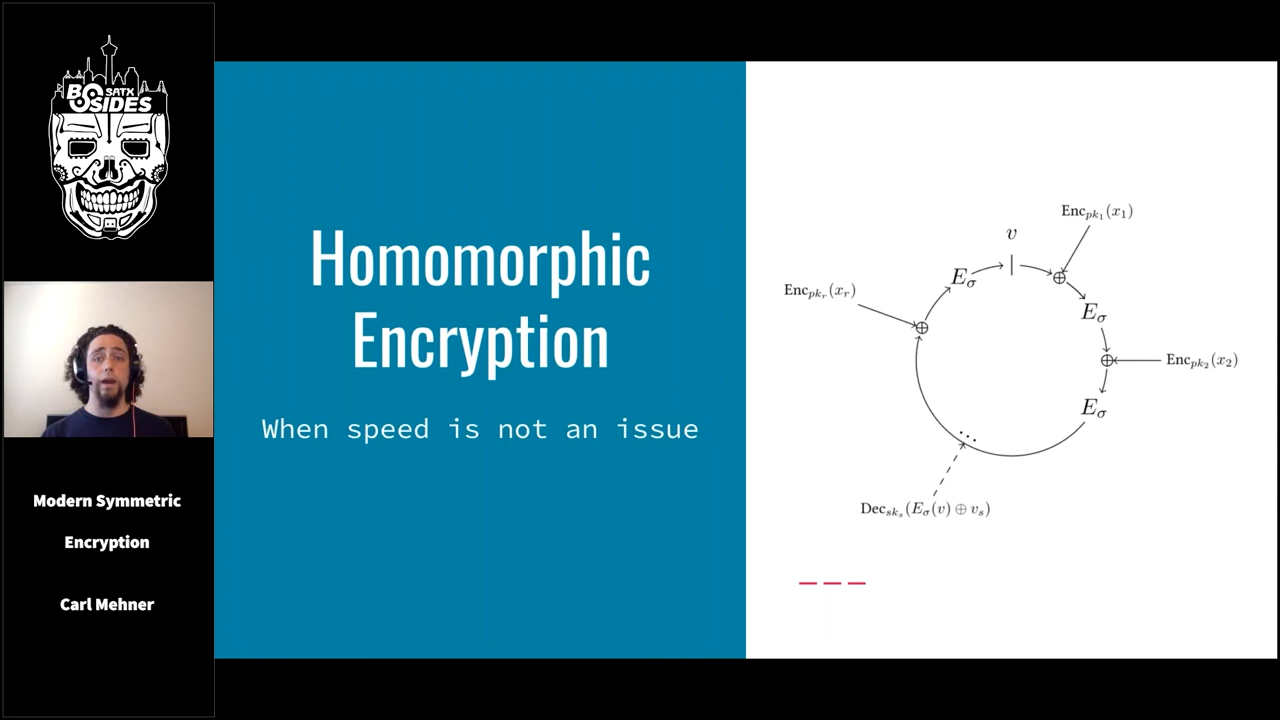 BSIDES
SATX
Modern Symmetric
Encryption
Carl Mehner
Homomorphic
Encryption
When speed is not an issue
Enc_{pk_1}(x_1)
v
E_σ
Enc_{pk_r}(x_r)
E_σ
Enc_{pk_2}(x_2)
E_σ
Dec_{sk_s}(E_σ(v) ⊕ v_s)